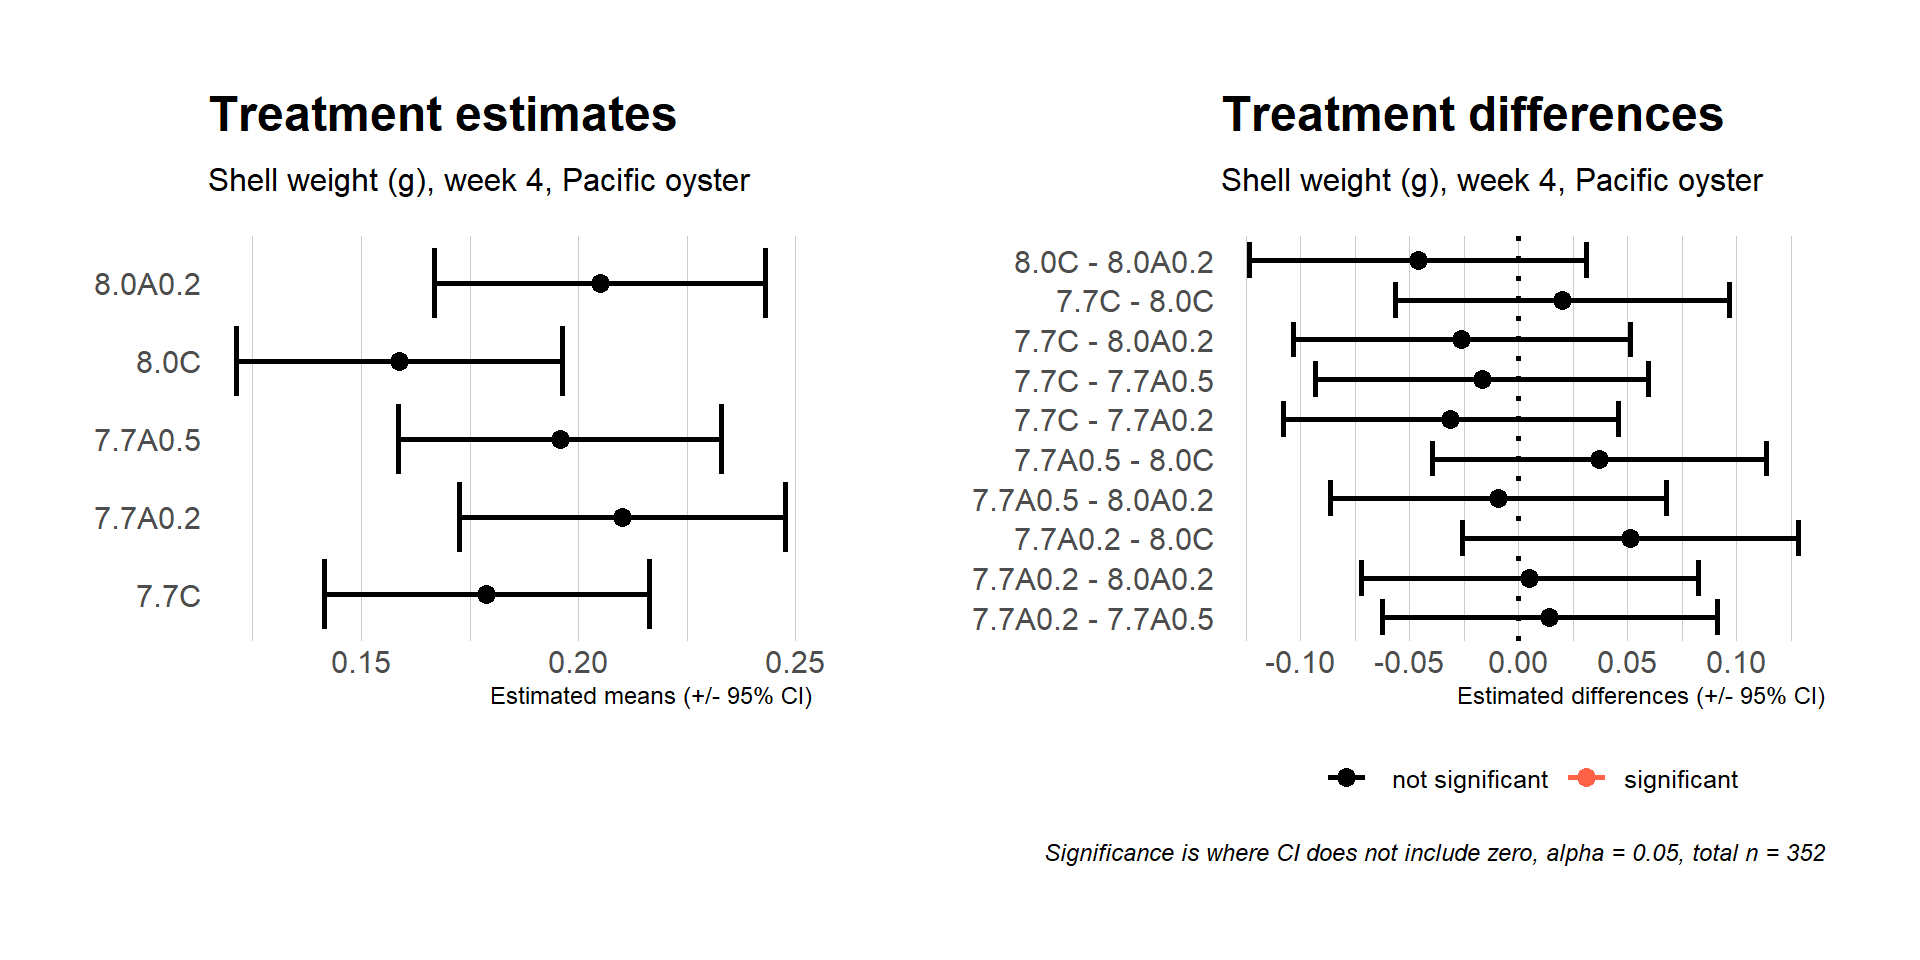 Treatment estimates
Shell weight (g), week 4, Pacific oyster
8.0A0.2
8.0C
7.7A0.5
7.7A0.2
7.7C
0.15 0.20 0.25
Estimated means (+/- 95% CI)
Treatment differences
Shell weight (g), week 4, Pacific oyster
8.0C - 8.0A0.2
7.7C - 8.0C
7.7C - 8.0A0.2
7.7C - 7.7A0.5
7.7C - 7.7A0.2
7.7A0.5 - 8.0C
7.7A0.5 - 8.0A0.2
7.7A0.2 - 8.0C
7.7A0.2 - 8.0A0.2
7.7A0.2 - 7.7A0.5
-0.10 -0.05 0.00 0.05 0.10
Estimated differences (+/- 95% CI)
not significant significant
Significance is where CI does not include zero, alpha = 0.05, total n = 352